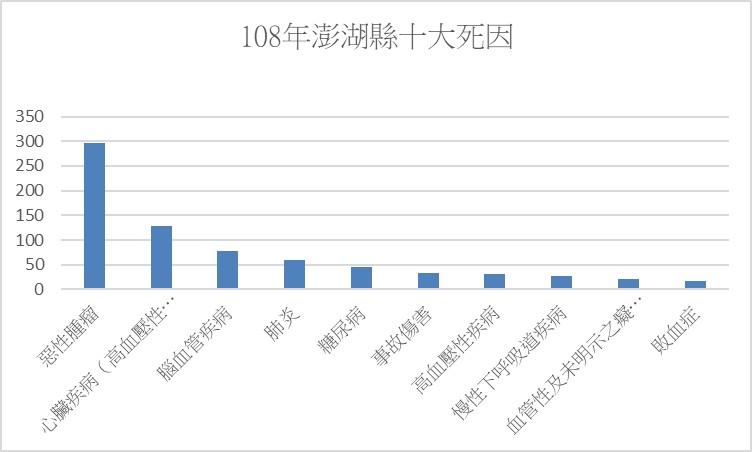 108年澎湖縣十大死因
350
300
250
200
150
100
50
0
惡性腫瘤
心臟疾病（高血壓性…
腦血管疾病
肺炎
糖尿病
事故傷害
高血壓性疾病
慢性下呼吸道疾病
血管性及未明示之癡…
敗血症